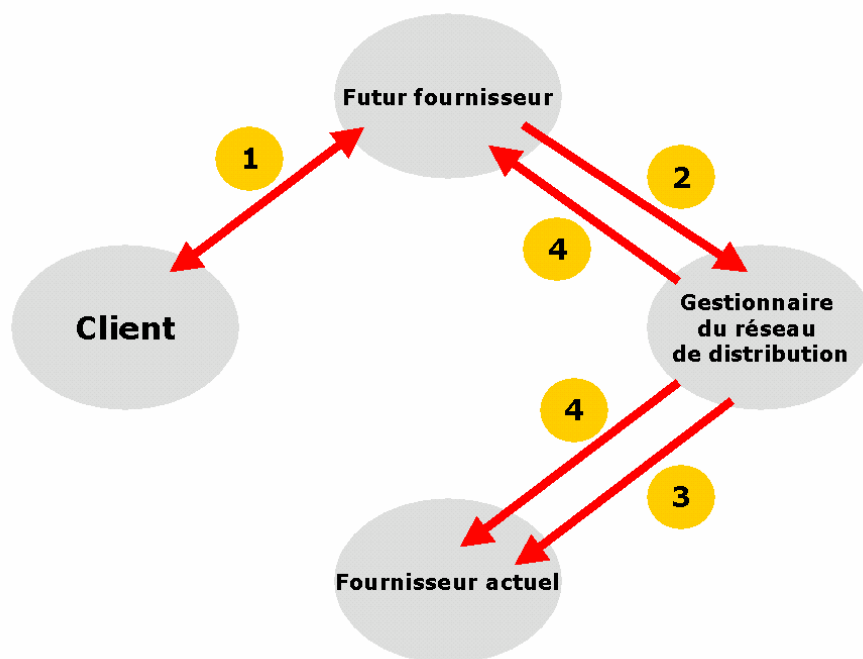 Futur fournisseur
1
2
4
Client
Gestionnaire
du réseau
de distribution
4
3
Fournisseur actuel